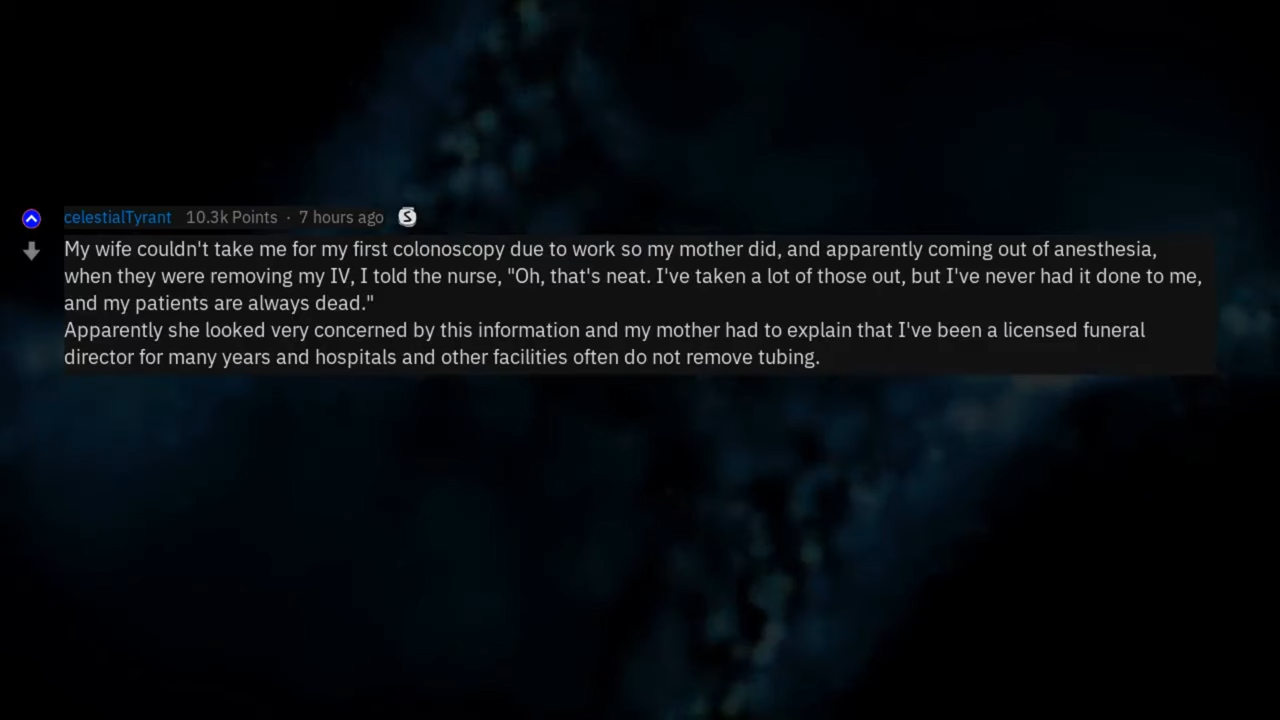 celestialTyrant 10.3k Points · 7 hours ago S
My wife couldn't take me for my first colonoscopy due to work so my mother did, and apparently coming out of anesthesia,
when they were removing my IV, I told the nurse, "Oh, that's neat. I've taken a lot of those out, but I've never had it done to me,
and my patients are always dead."
Apparently she looked very concerned by this information and my mother had to explain that I've been a licensed funeral
director for many years and hospitals and other facilities often do not remove tubing.